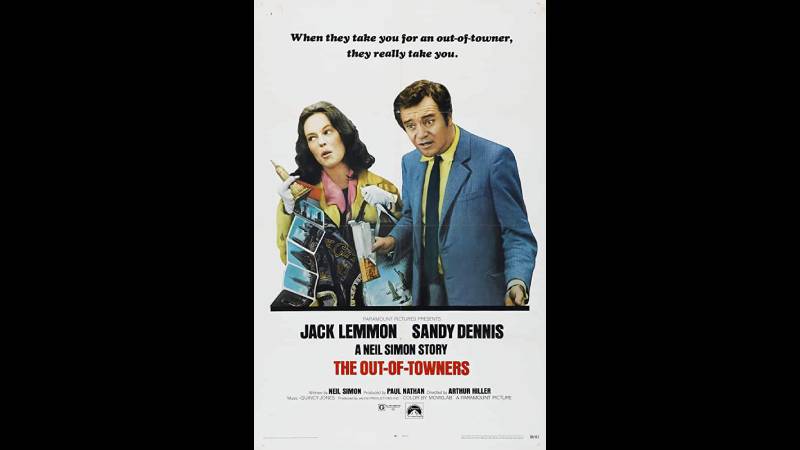 When they take you for an out-of-towner,
they really take you.
PARAMOUNT PICTURES PRESENTS
JACK LEMMON SANDY DENNIS
A NEIL SIMON STORY
THE OUT-OF-TOWNERS
Written by NEIL SIMON Produced by PAUL NATHAN Directed by ARTHUR HILLER
Music - QUINCY JONES COLOR BY MOVIELAB A PARAMOUNT PICTURE
G